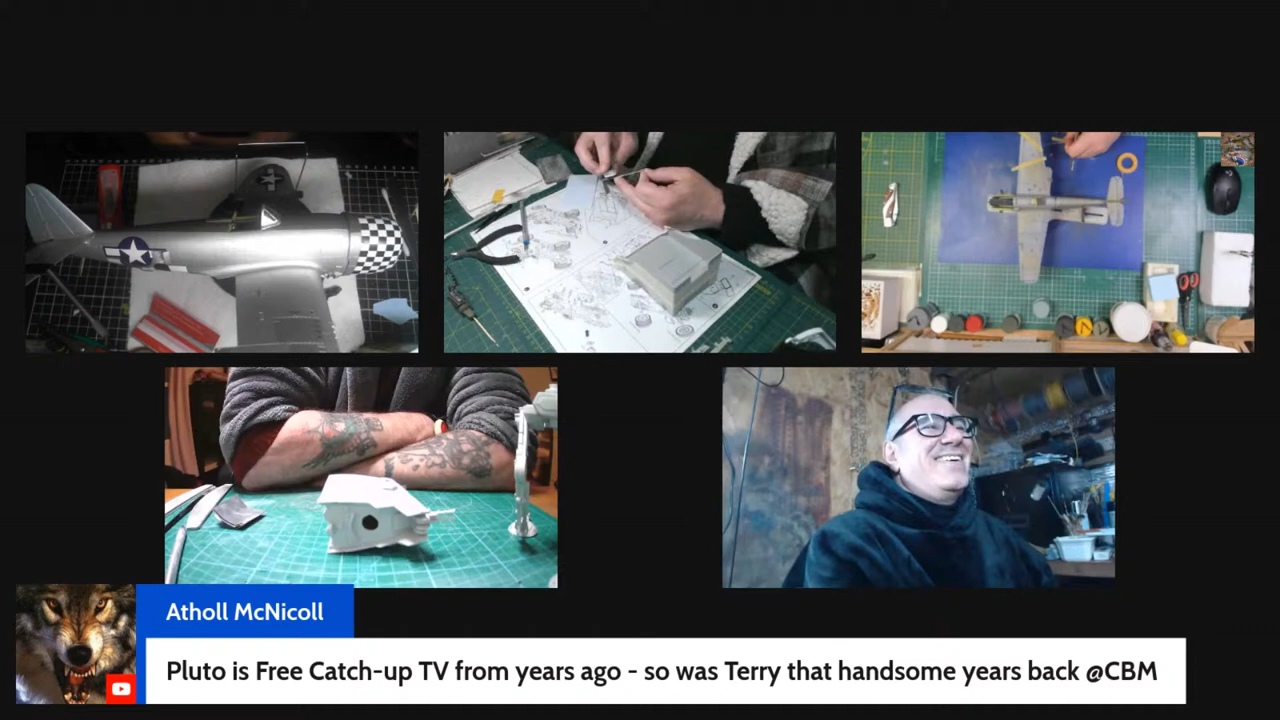 Atholl McNicoll
Pluto is Free Catch-up TV from years ago - so was Terry that handsome years back @CBM